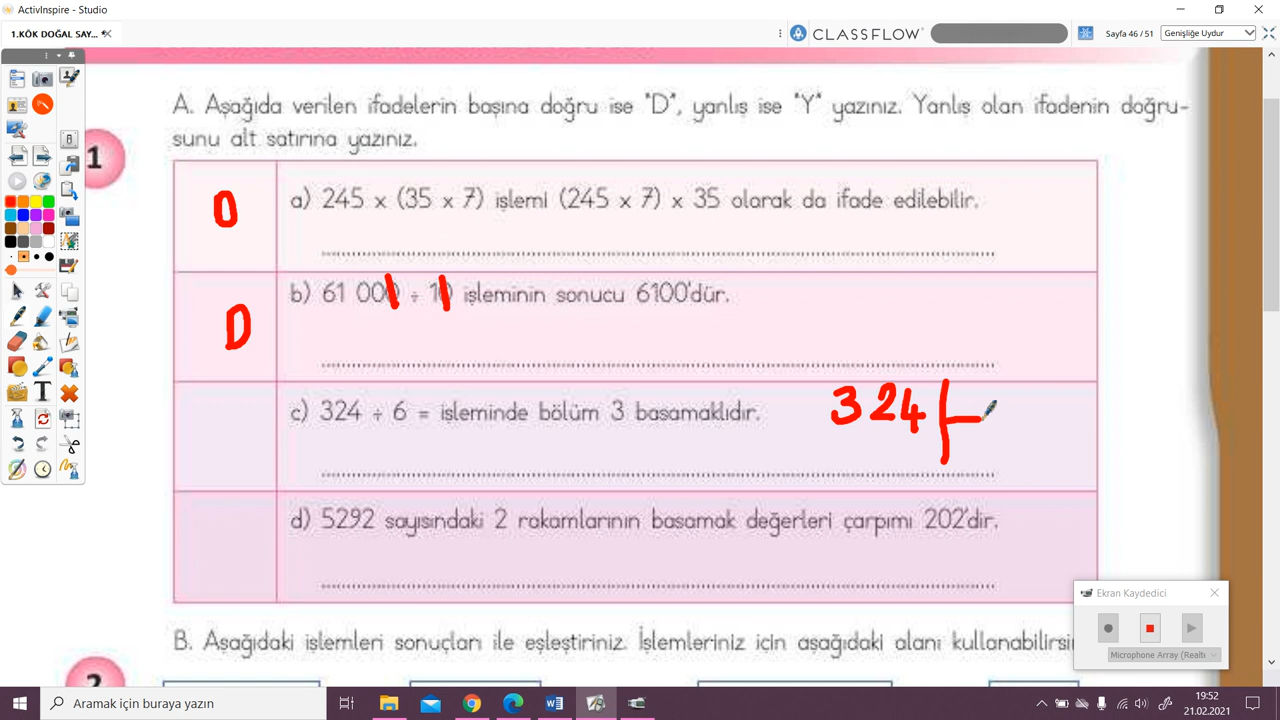 ActivInspire - Studio
1.KÖK DOĞAL SAY...
CLASSFLOW
Sayfa 46 / 51
Genişliğe Uydur
A. Aşağıda verilen ifadelerin başına doğru ise "D", yanlış ise "Y" yazınız. Yanlış olan ifadenin doğru-
sunu alt satırına yazınız.
1
D
a) 245 x (35 x 7) işlemi (245 x 7) x 35 olarak da ifade edilebilir.
D
b) 61 000 ÷ 10 işleminin sonucu 6100'dür.
c) 324 ÷ 6 = işleminde bölüm 3 basamaklıdır.
324
d) 5292 sayısındaki 2 rakamlarının basamak değerleri çarpımı 202'dir.
Ekran Kaydedici
Microphone Array (Realt
B. Aşağıdaki işlemleri sonuçları ile eşleştiriniz. İşlemleriniz için aşağıdaki alanı kullanabilirsin
2
Aramak için buraya yazın
19:52
21.02.2021